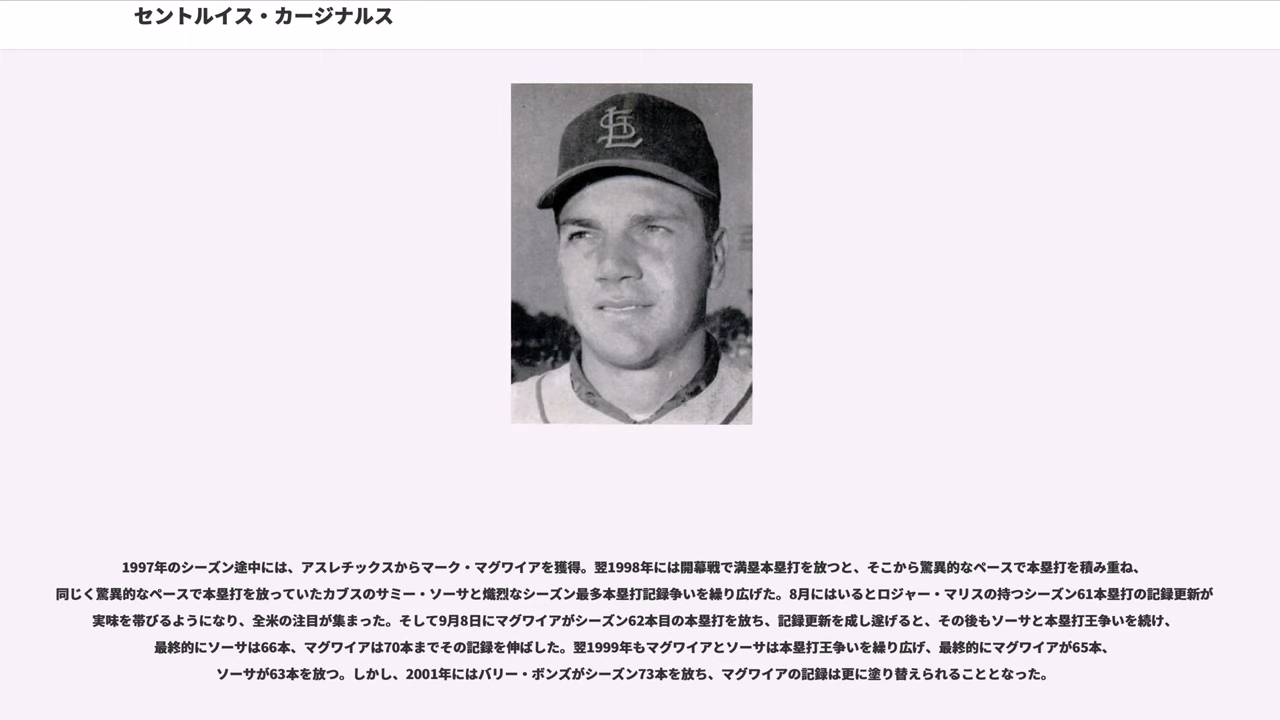 セントルイス・カージナルス
StL
1997年のシーズン途中には、アスレチックスからマーク・マグワイアを獲得。翌1998年には開幕戦で満塁本塁打を放つと、そこから驚異的なペースで本塁打を積み重ね、
同じく驚異的なペースで本塁打を放っていたカブスのサミー・ソーサと熾烈なシーズン最多本塁打記録争いを繰り広げた。8月にはいるとロジャー・マリスの持つシーズン61本塁打の記録更新が
実味を帯びるようになり、全米の注目が集まった。そして9月8日にマグワイアがシーズン62本目の本塁打を放ち、記録更新を成し遂げると、その後もソーサと本塁打王争いを続け、
最終的にソーサは66本、マグワイアは70本までその記録を伸ばした。翌1999年もマグワイアとソーサは本塁打王争いを繰り広げ、最終的にマグワイアが65本、
ソーサが63本を放つ。しかし、2001年にはバリー・ボンズがシーズン73本を放ち、マグワイアの記録は更に塗り替えられることとなった。